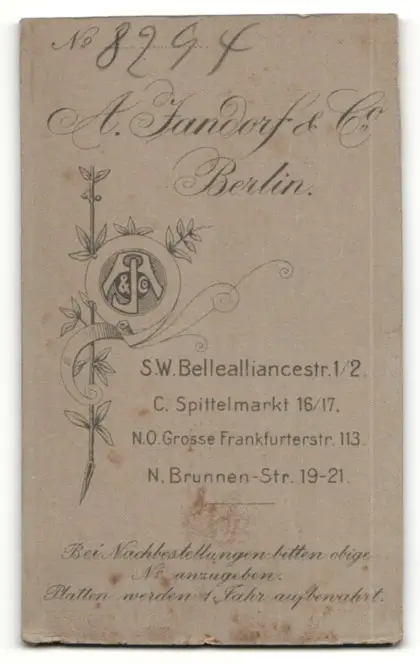 No 8294
A. Jandorf & Co
Berlin.
A J & Co
S.W. Bellealliancestr. 1/2.
C. Spittelmarkt 16/17.
N.O. Grosse Frankfurterstr. 113.
N. Brunnen-Str. 19-21.
Bei Nachbestellungen bitten obige
No anzugeben.
Platten werden 1 Jahr aufbewahrt.